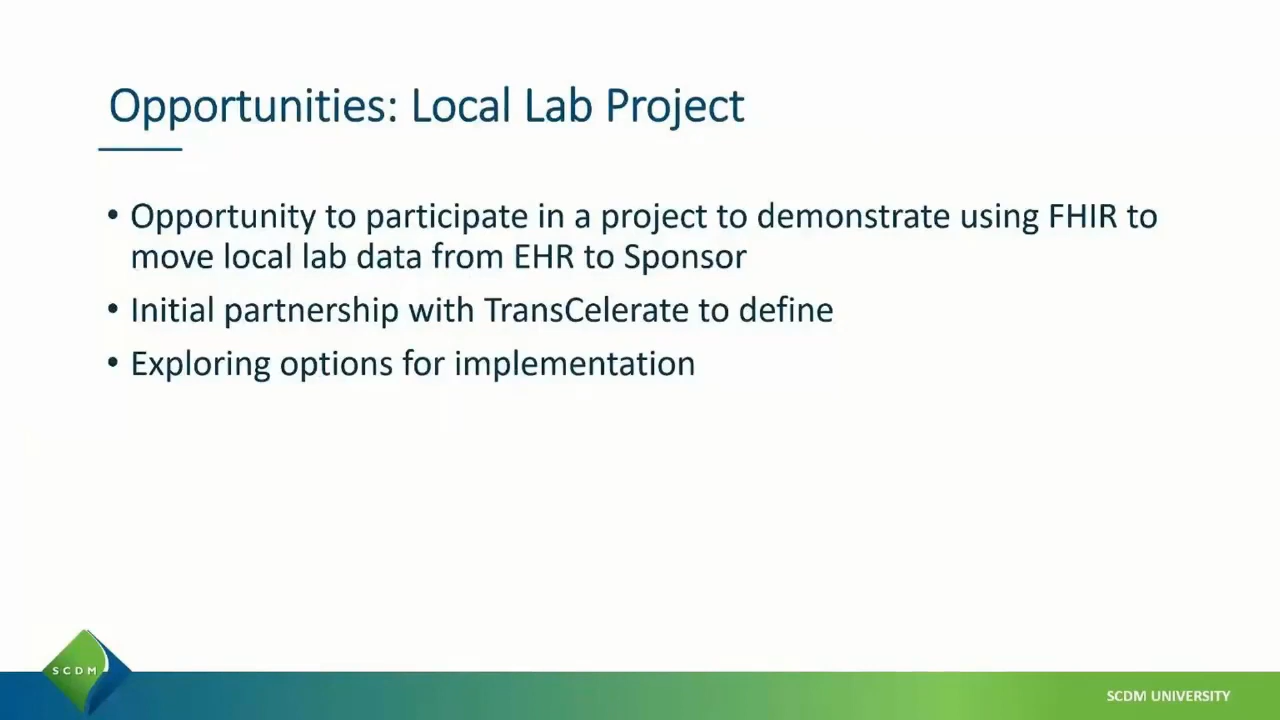 Opportunities: Local Lab Project
• Opportunity to participate in a project to demonstrate using FHIR to
move local lab data from EHR to Sponsor
• Initial partnership with TransCelerate to define
• Exploring options for implementation
SCDM
SCDM UNIVERSITY